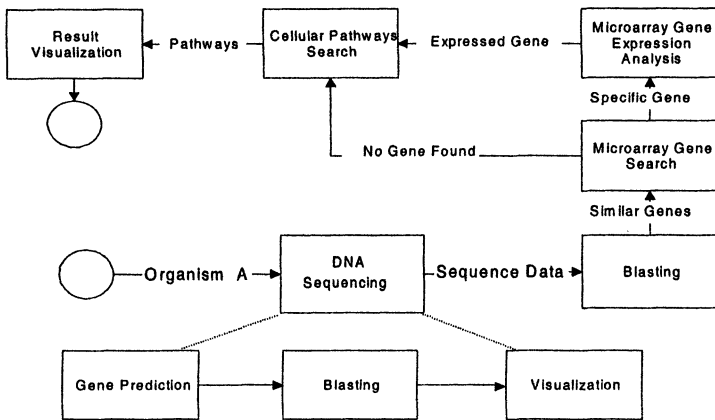 Result
Visualization
Pathways
Cellular Pathways
Search
Expressed Gene
Microarray Gene
Expression
Analysis
Specific Gene
No Gene Found
Microarray Gene
Search
Similar Genes
Organism A
DNA
Sequencing
Sequence Data
Blasting
Gene Prediction
Blasting
Visualization